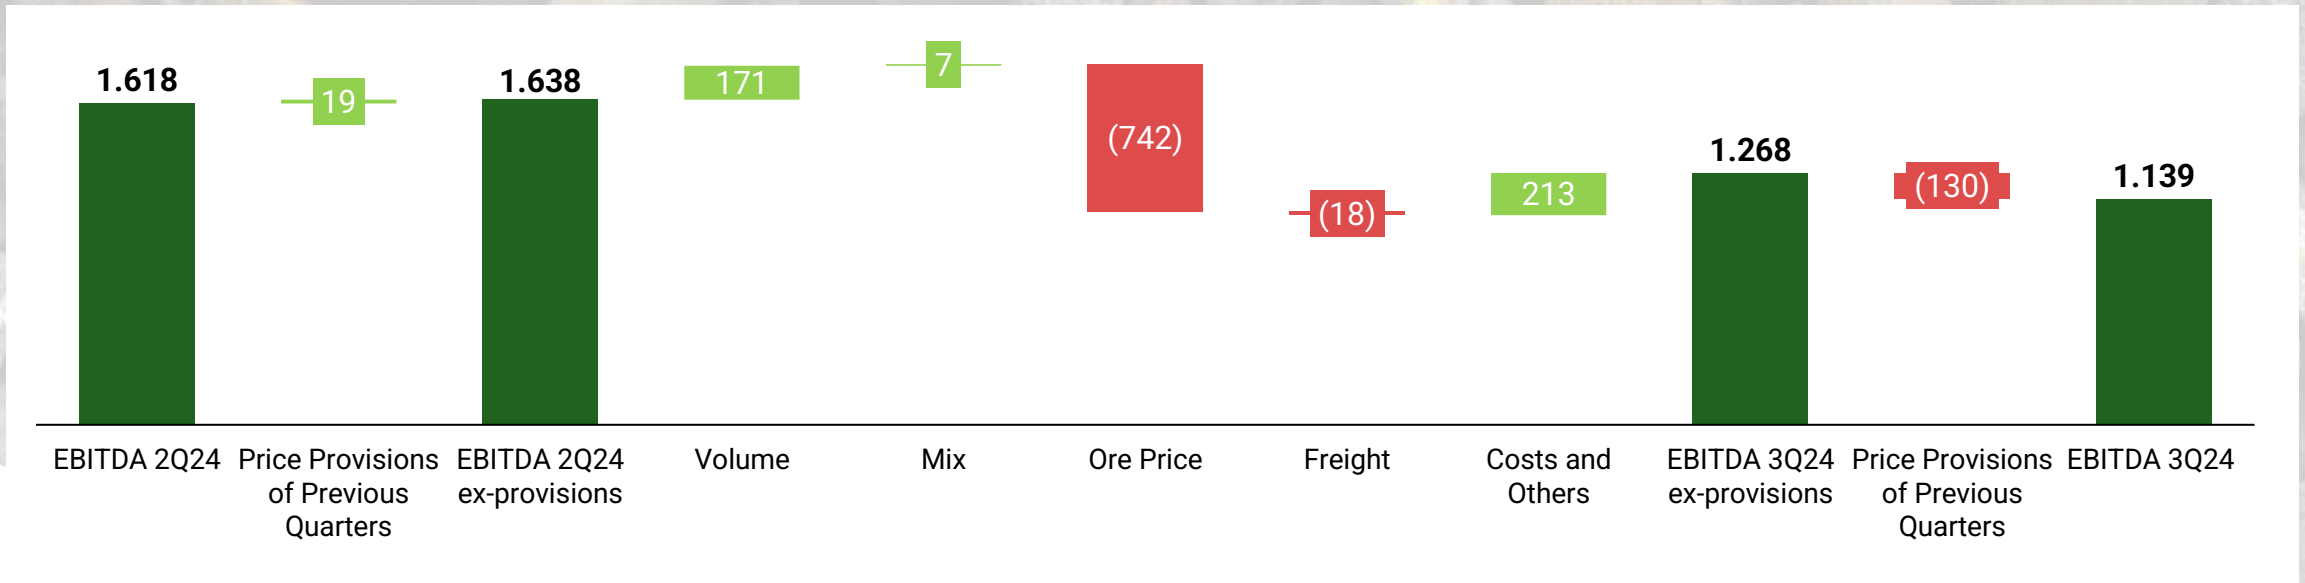 1.618
19
1.638
171
7
(742)
(18)
213
1.268
(130)
1.139
EBITDA 2Q24
Price Provisions
of Previous
Quarters
EBITDA 2Q24
ex-provisions
Volume
Mix
Ore Price
Freight
Costs and
Others
EBITDA 3Q24
ex-provisions
Price Provisions
of Previous
Quarters
EBITDA 3Q24